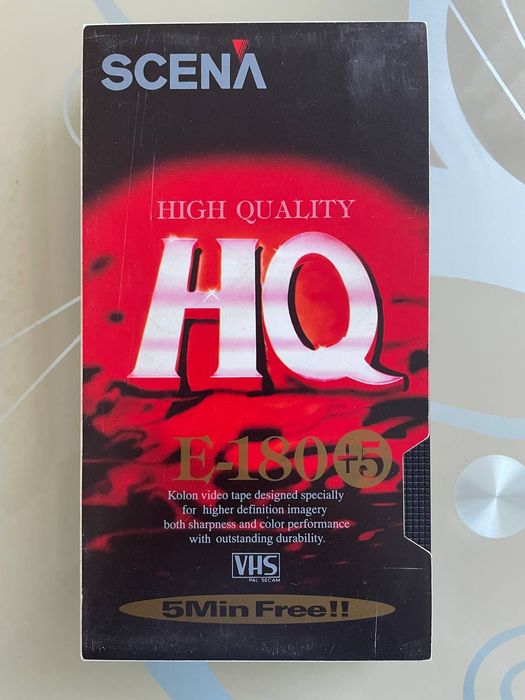 SCENA
HIGH QUALITY
HQ
E-180 +5
Kolon video tape designed specially
for higher definition imagery
both sharpness and color performance
with outstanding durability.
VHS
PAL SECAM
5Min Free!!